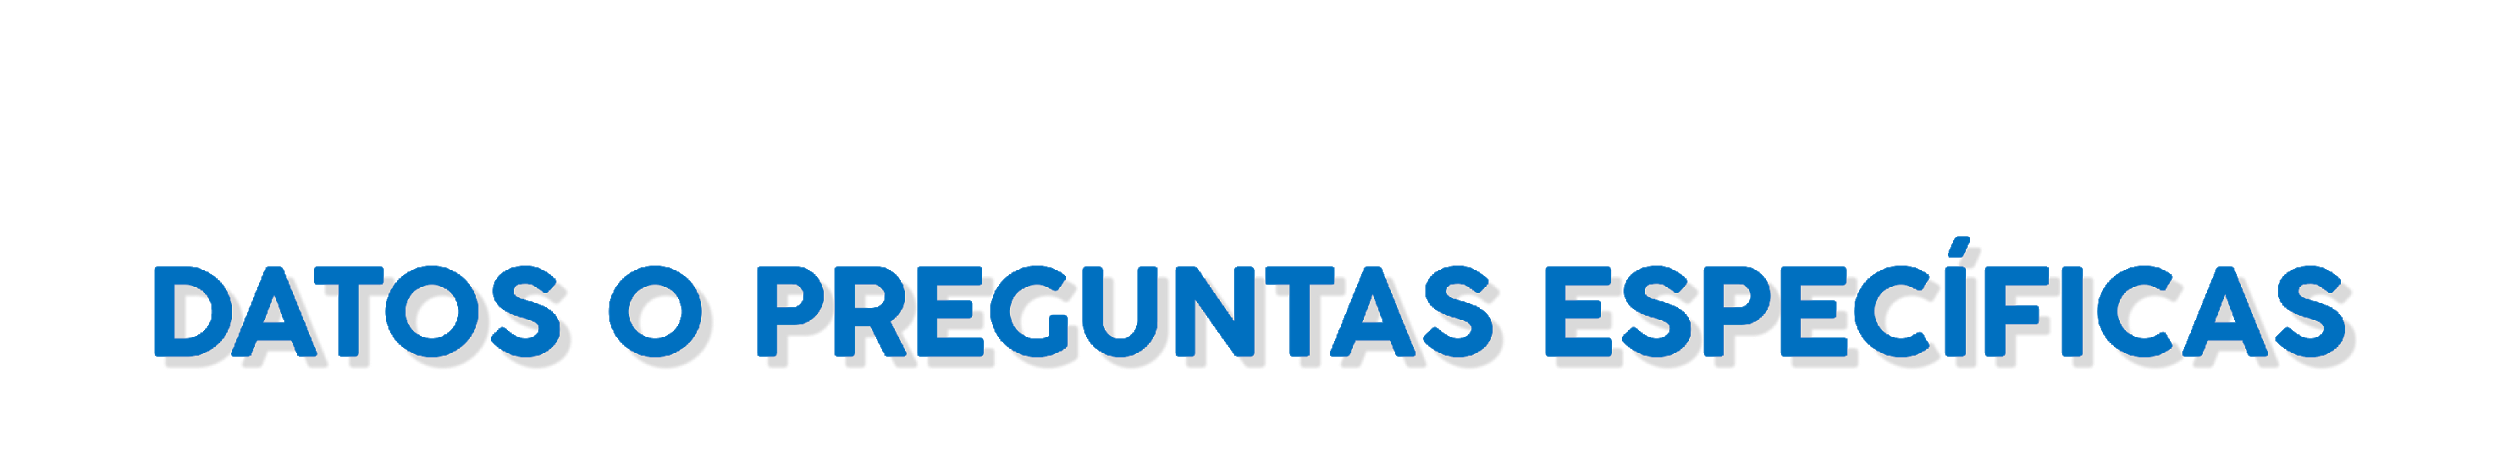 DATOS O PREGUNTAS ESPECÍFICAS